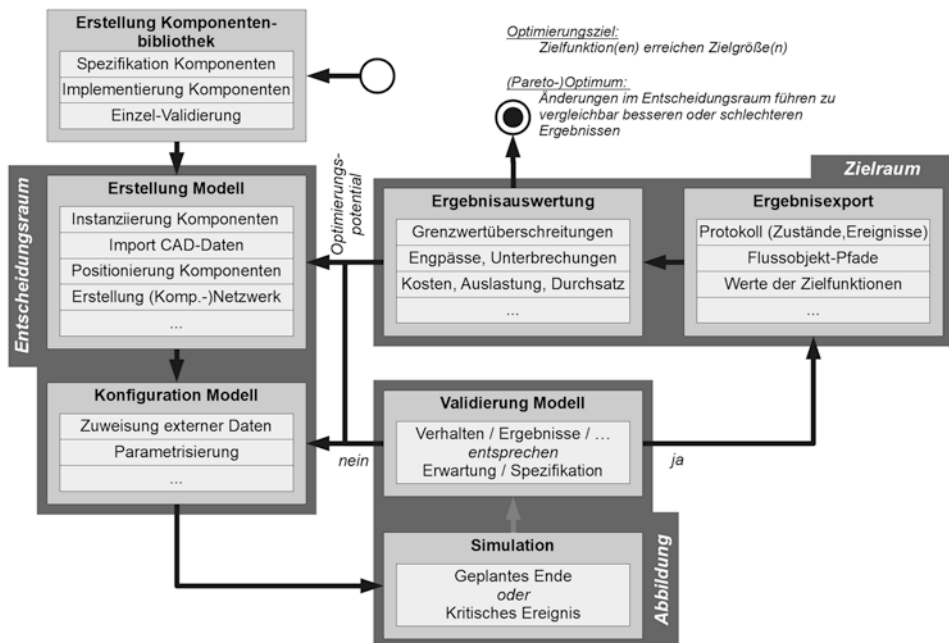 Erstellung Komponenten-
bibliothek
Spezifikation Komponenten
Implementierung Komponenten
Einzel-Validierung
Optimierungsziel:
Zielfunktion(en) erreichen Zielgröße(n)
(Pareto-)Optimum:
Änderungen im Entscheidungsraum führen zu
vergleichbar besseren oder schlechteren
Ergebnissen
Entscheidungsraum
Erstellung Modell
Instanziierung Komponenten
Import CAD-Daten
Positionierung Komponenten
Erstellung (Komp.-)Netzwerk
...
Konfiguration Modell
Zuweisung externer Daten
Parametrisierung
...
Optimierungs-
potential
Zielraum
Ergebnisauswertung
Grenzwertüberschreitungen
Engpässe, Unterbrechungen
Kosten, Auslastung, Durchsatz
...
Ergebnisexport
Protokoll (Zustände,Ereignisse)
Flussobjekt-Pfade
Werte der Zielfunktionen
...
nein
Validierung Modell
Verhalten / Ergebnisse / ...
entsprechen
Erwartung / Spezifikation
ja
Simulation
Geplantes Ende
oder
Kritisches Ereignis
Abbildung